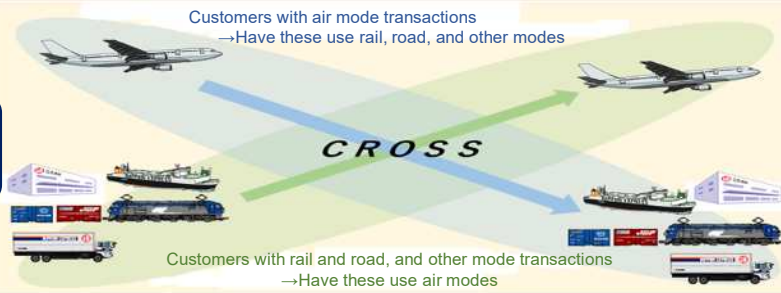 Customers with air mode transactions
→Have these use rail, road, and other modes
CROSS
Customers with rail and road, and other mode transactions
→Have these use air modes